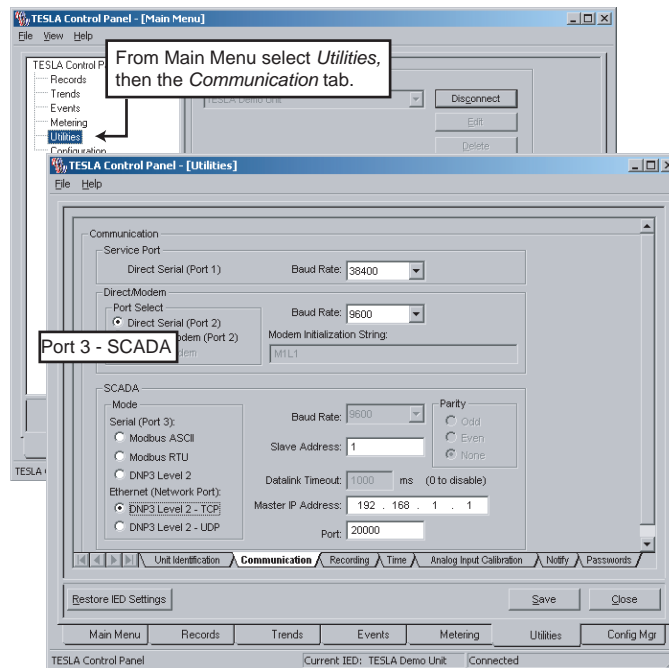 TESLA Control Panel - [Main Menu]
File View Help
From Main Menu select Utilities,
then the Communication tab.
TESLA Control P
Records
Trends
Events
Metering
Utilities
Configuration
TESLA Demo Unit
Disconnect
Edit
Delete
TESLA Control Panel - [Utilities]
File Help
Communication
Service Port
Direct Serial (Port 1) Baud Rate: 38400
Direct/Modem
Port Select
Direct Serial (Port 2) Baud Rate: 9600
Modem (Port 2) Modem Initialization String:
M1L1
Port 3 - SCADA
SCADA
Mode
Serial (Port 3):
Modbus ASCII
Modbus RTU
DNP3 Level 2
Ethernet (Network Port):
DNP3 Level 2 - TCP
DNP3 Level 2 - UDP
Baud Rate: 9600
Slave Address: 1
Datalink Timeout: 1000 ms (0 to disable)
Master IP Address: 192 . 168 . 1 . 1
Port: 20000
Parity
Odd
Even
None
Unit Identification Communication Recording Time Analog Input Calibration Notify Passwords
Restore IED Settings Save Close
Main Menu Records Trends Events Metering Utilities Config Mgr
TESLA Control Panel Current IED: TESLA Demo Unit Connected